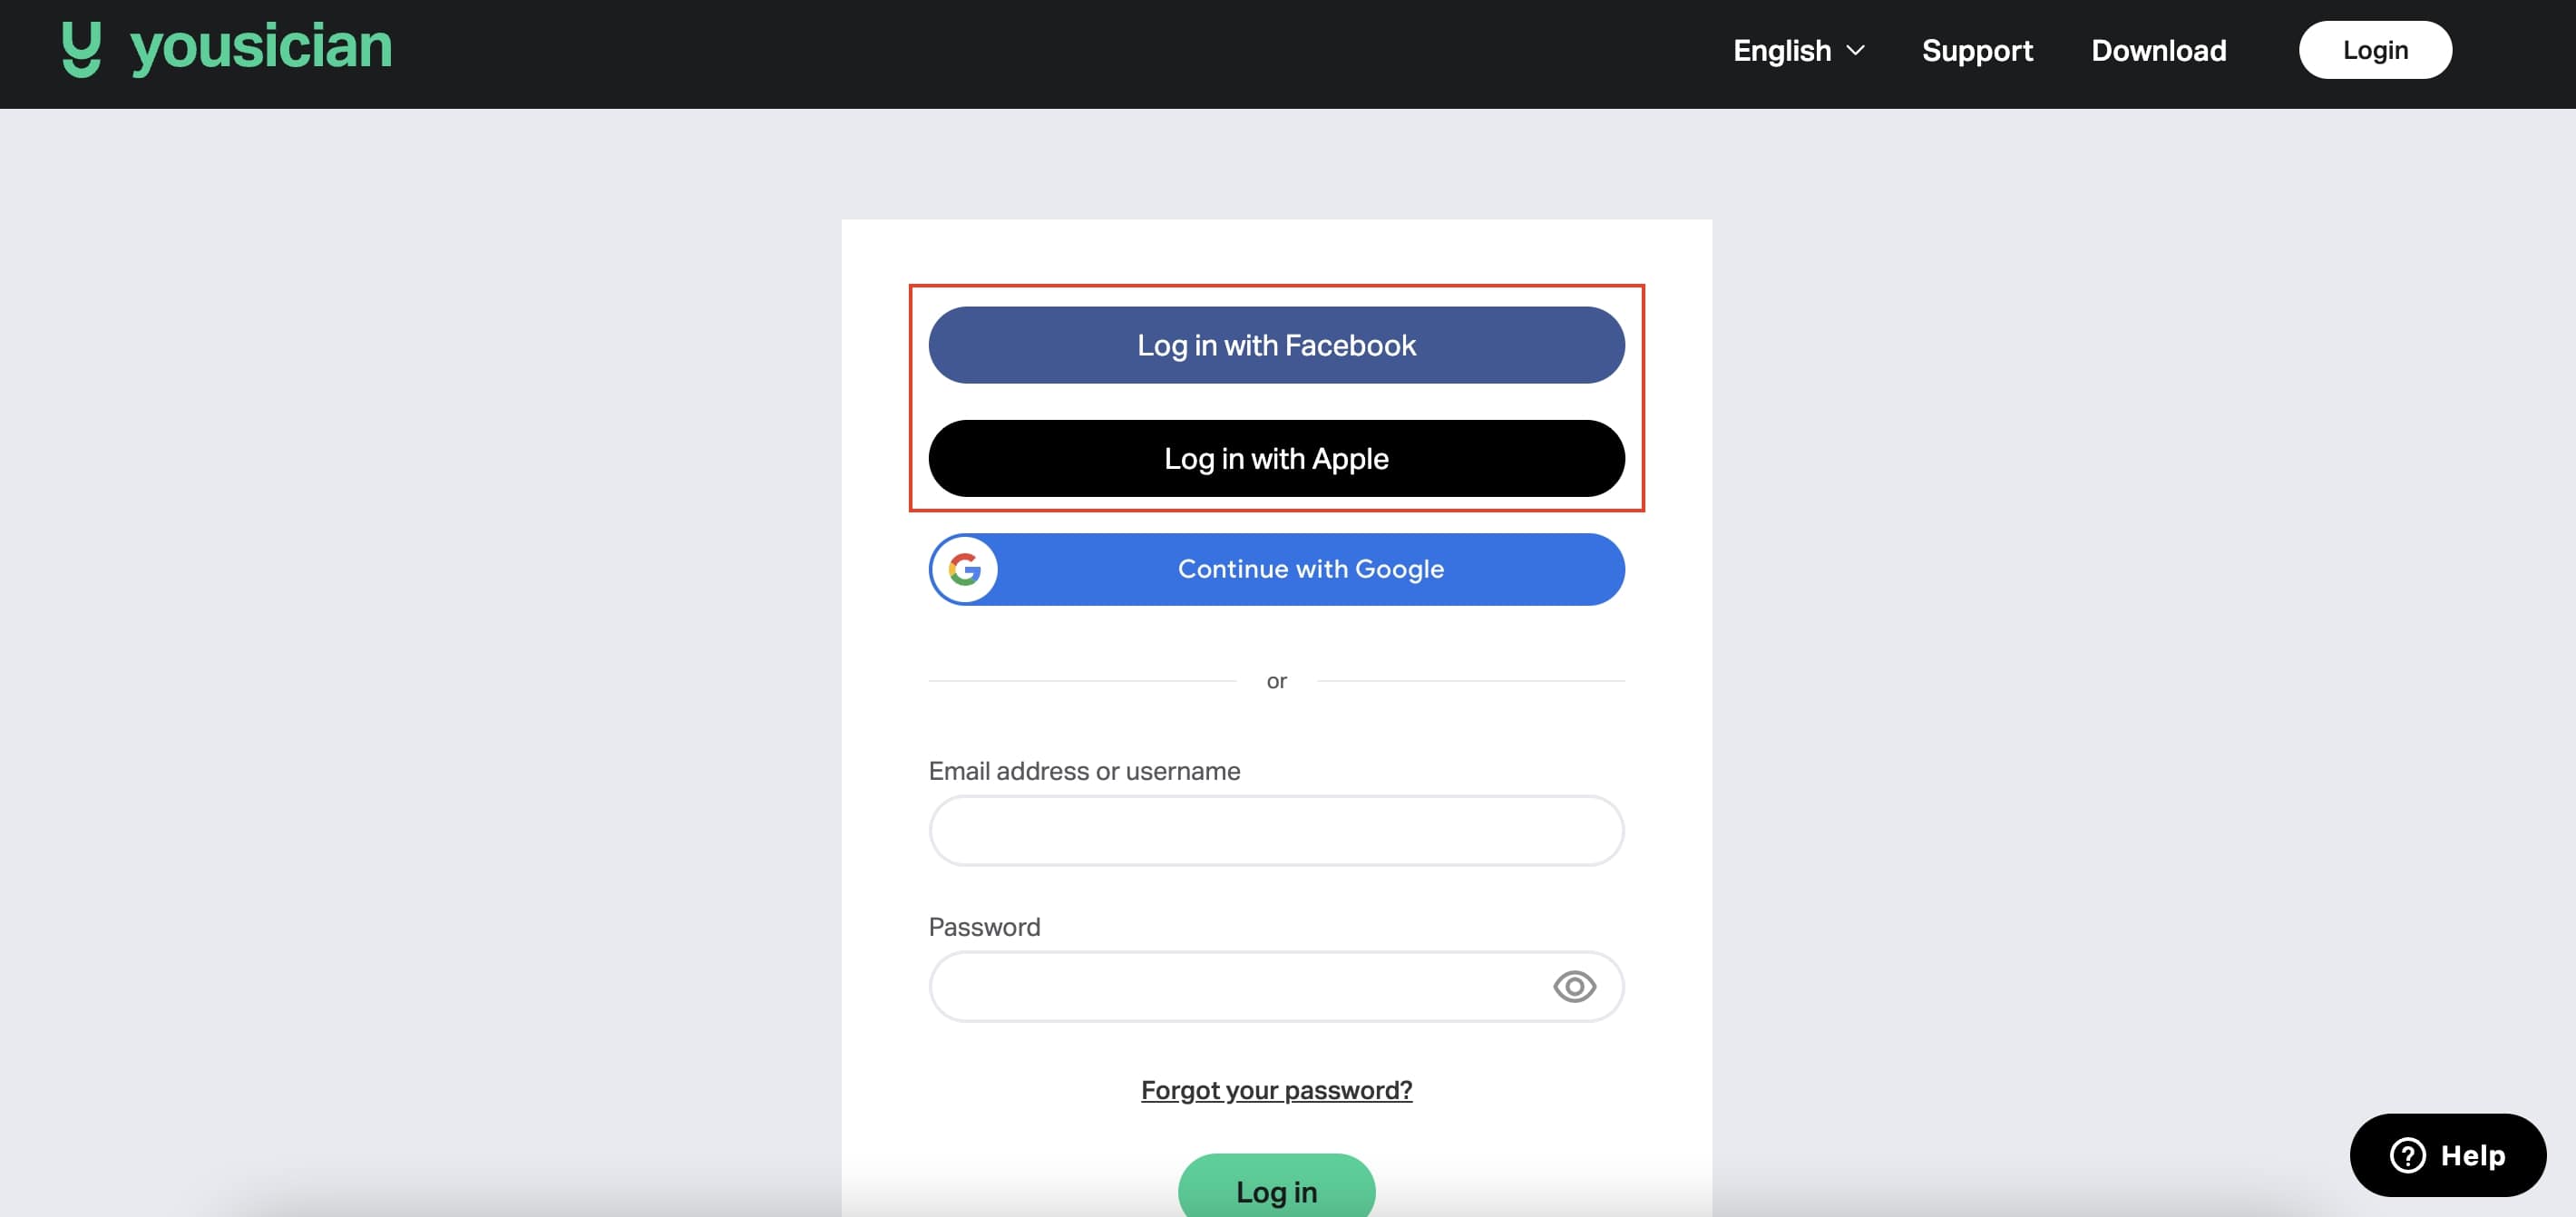 yousician
English
Support
Download
Login
Log in with Facebook
Log in with Apple
Continue with Google
or
Email address or username
Password
Forgot your password?
Log in
Help